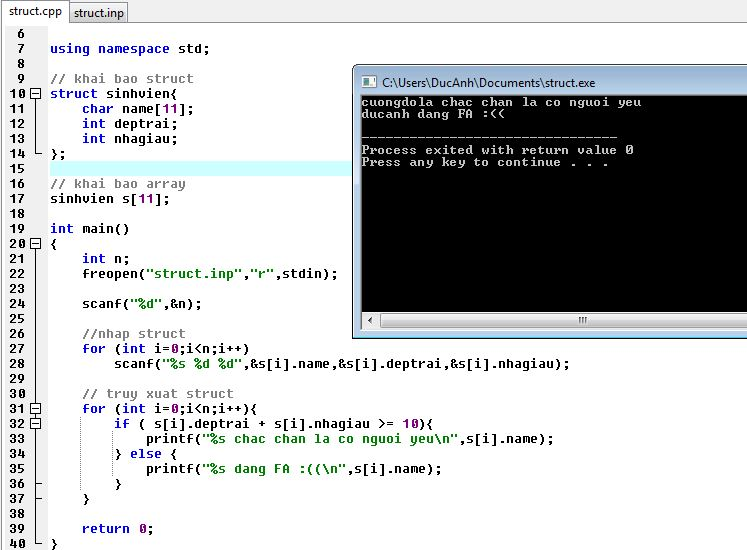 struct.cpp struct.inp
6
7 using namespace std;
8
9 // khai bao struct
10 struct sinhvien{
11 char name[11];
12 int deptrai;
13 int nhagiau;
14 };
15
16 // khai bao array
17 sinhvien s[11];
18
19 int main()
20 {
21 int n;
22 freopen("struct.inp","r",stdin);
23
24 scanf("%d",&n);
25
26 //nhap struct
27 for (int i=0;i<n;i++)
28 scanf("%s %d %d",&s[i].name,&s[i].deptrai,&s[i].nhagiau);
29
30 // truy xuat struct
31 for (int i=0;i<n;i++){
32 if ( s[i].deptrai + s[i].nhagiau >= 10){
33 printf("%s chac chan la co nguoi yeu\n",s[i].name);
34 } else {
35 printf("%s dang FA :((\n",s[i].name);
36 }
37 }
38
39 return 0;
40 }
C:\Users\DucAnh\Documents\struct.exe
cuongdola chac chan la co nguoi yeu
ducanh dang FA :((
--------------------------------
Process exited with return value 0
Press any key to continue . . .